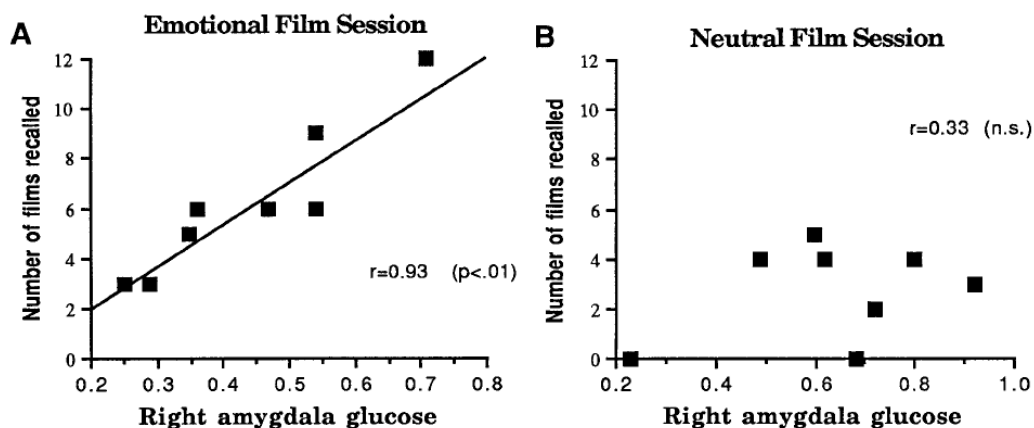 A
Emotional Film Session
Number of films recalled
12
10
8
6
4
2
0
r=0.93 (p<.01)
0.2 0.3 0.4 0.5 0.6 0.7 0.8
Right amygdala glucose
B
Neutral Film Session
Number of films recalled
12
10
8
6
4
2
0
r=0.33 (n.s.)
0.2 0.4 0.6 0.8 1.0
Right amygdala glucose